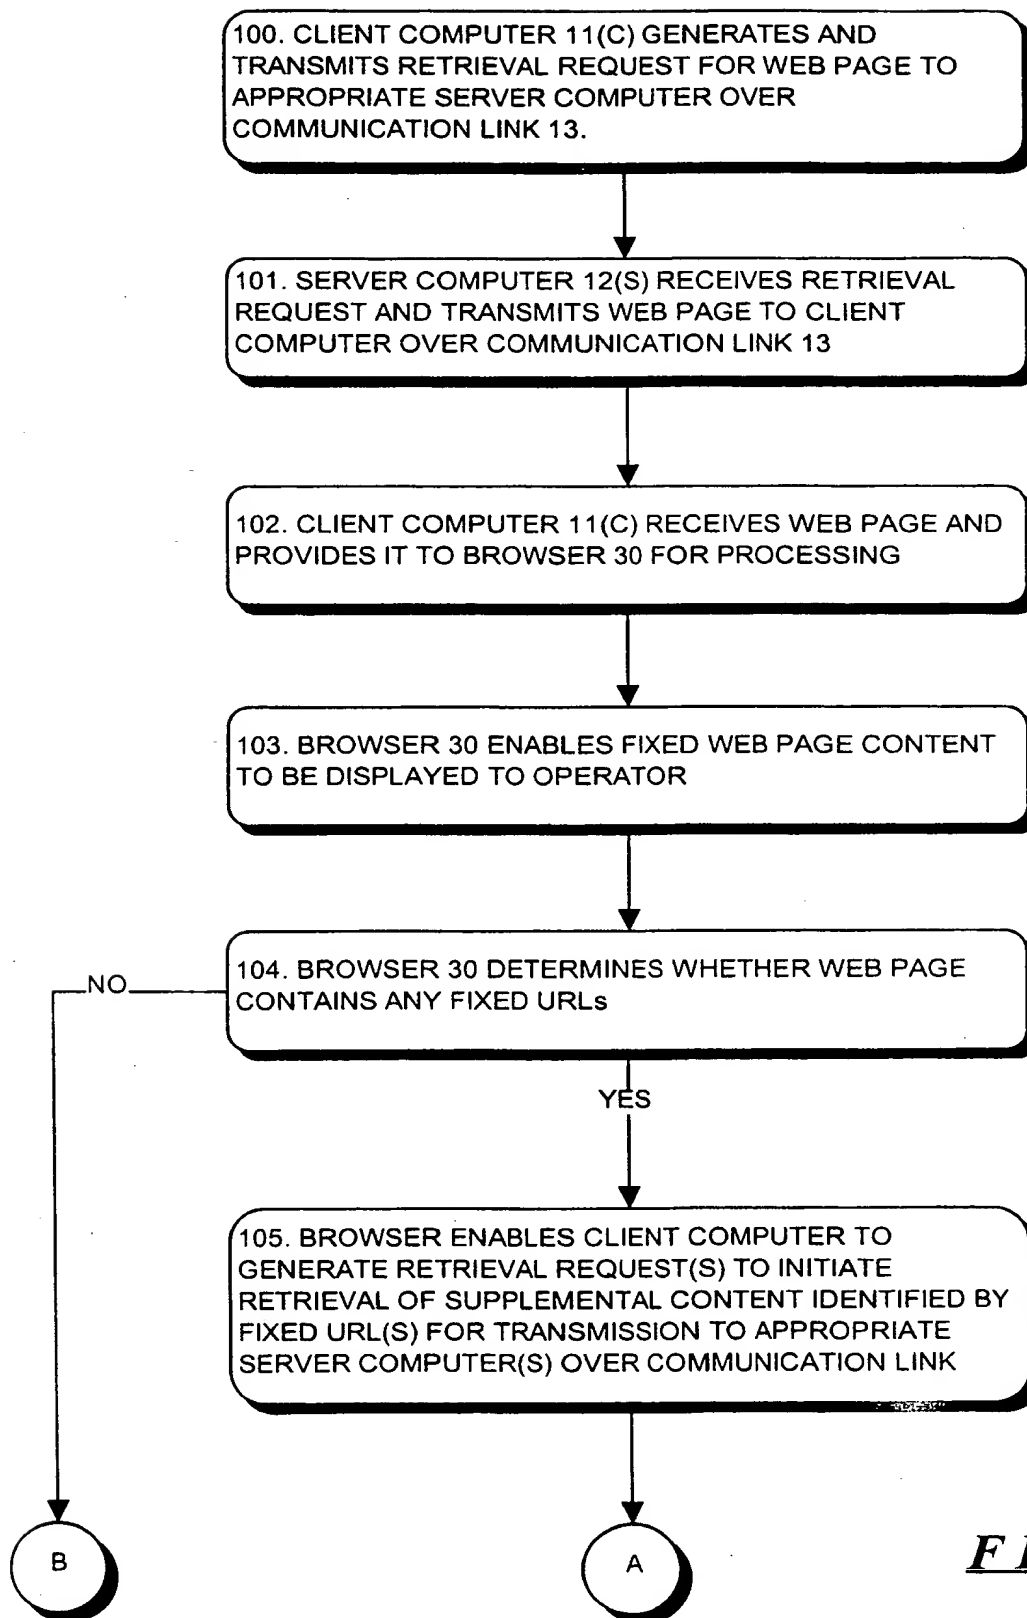 100. CLIENT COMPUTER 11(C) GENERATES AND
TRANSMITS RETRIEVAL REQUEST FOR WEB PAGE TO
APPROPRIATE SERVER COMPUTER OVER
COMMUNICATION LINK 13.
101. SERVER COMPUTER 12(S) RECEIVES RETRIEVAL
REQUEST AND TRANSMITS WEB PAGE TO CLIENT
COMPUTER OVER COMMUNICATION LINK 13
102. CLIENT COMPUTER 11(C) RECEIVES WEB PAGE AND
PROVIDES IT TO BROWSER 30 FOR PROCESSING
103. BROWSER 30 ENABLES FIXED WEB PAGE CONTENT
TO BE DISPLAYED TO OPERATOR
104. BROWSER 30 DETERMINES WHETHER WEB PAGE
CONTAINS ANY FIXED URLs
NO
YES
105. BROWSER ENABLES CLIENT COMPUTER TO
GENERATE RETRIEVAL REQUEST(S) TO INITIATE
RETRIEVAL OF SUPPLEMENTAL CONTENT IDENTIFIED BY
FIXED URL(S) FOR TRANSMISSION TO APPROPRIATE
SERVER COMPUTER(S) OVER COMMUNICATION LINK
B
A